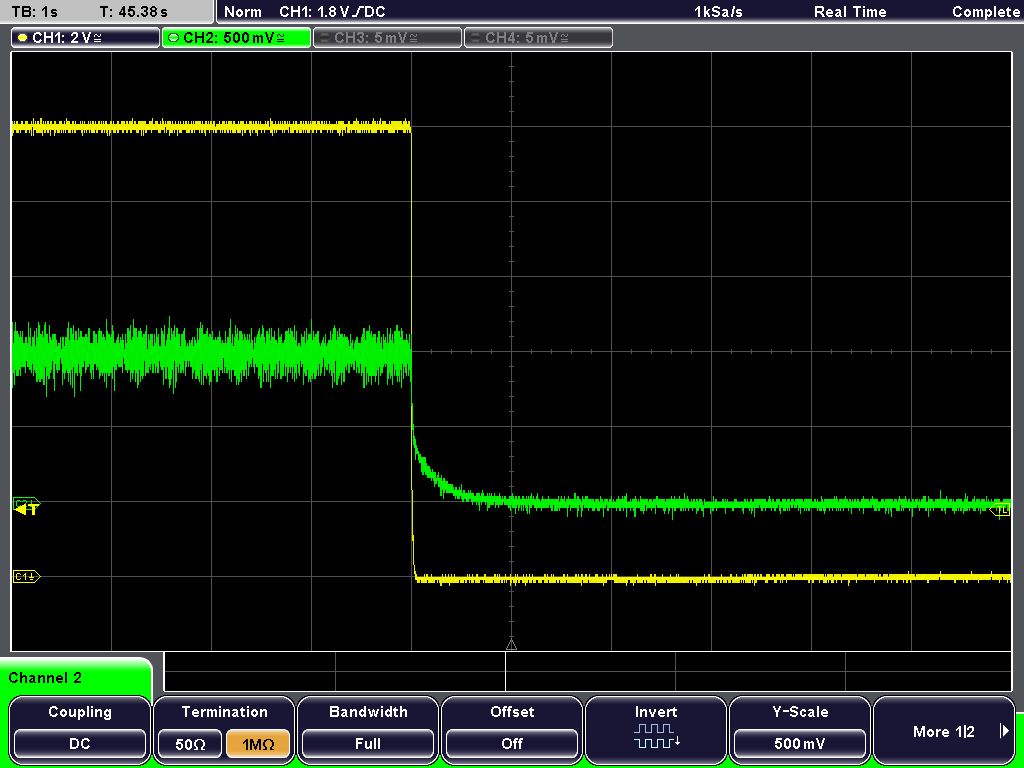 TB: 1s T: 45.38 s Norm CH1: 1.8 V DC 1kSa/s Real Time Complete
CH1: 2 V≅ CH2: 500 mV≅ CH3: 5 mV≅ CH4: 5 mV≅
C2
T
TL
C1
Channel 2
Coupling Termination Bandwidth Offset Invert Y-Scale More 1|2
DC 50Ω 1MΩ Full Off 500 mV